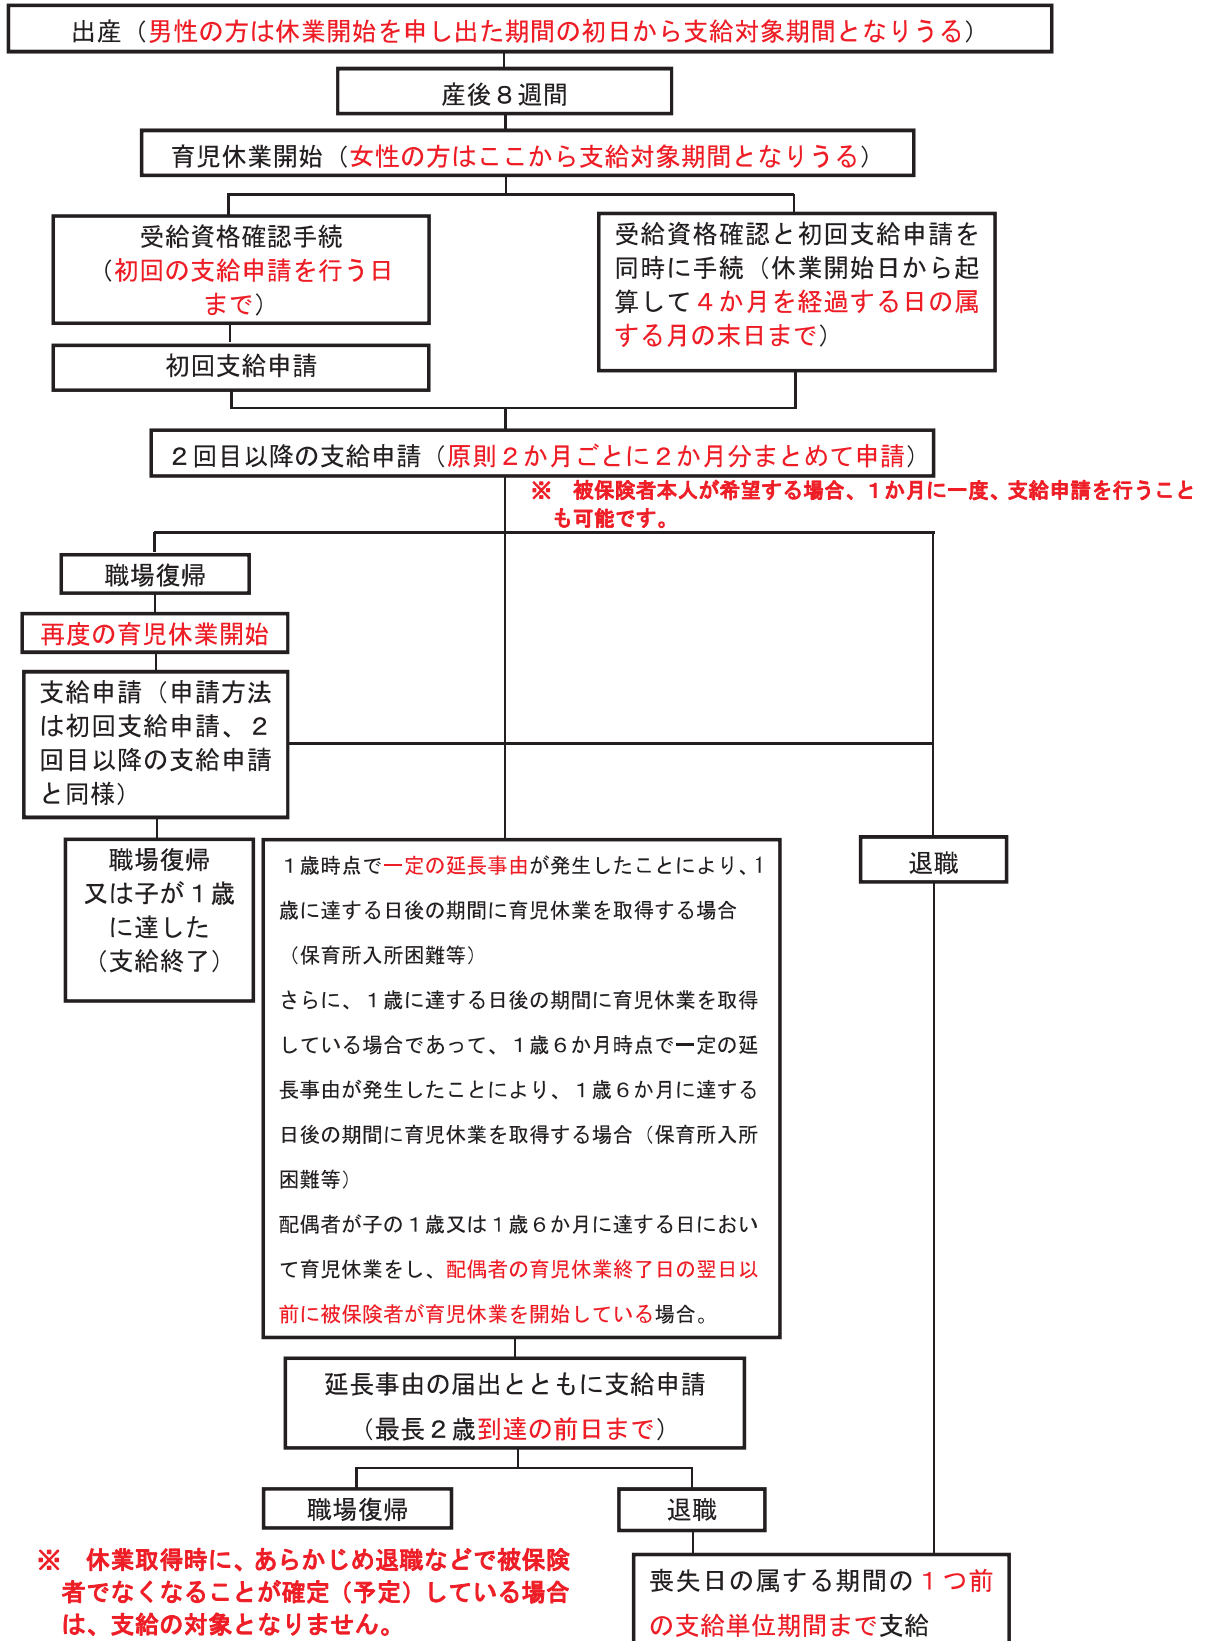 出産（男性の方は休業開始を申し出た期間の初日から支給対象期間となりうる）
産後８週間
育児休業開始（女性の方はここから支給対象期間となりうる）
受給資格確認手続
（初回の支給申請を行う日
まで）
初回支給申請
受給資格確認と初回支給申請を
同時に手続（休業開始日から起
算して４か月を経過する日の属
する月の末日まで）
２回目以降の支給申請（原則２か月ごとに２か月分まとめて申請）
※　被保険者本人が希望する場合、１か月に一度、支給申請を行うこと
も可能です。
職場復帰
再度の育児休業開始
支給申請（申請方法
は初回支給申請、２
回目以降の支給申請
と同様）
職場復帰
又は子が１歳
に達した
（支給終了）
１歳時点で一定の延長事由が発生したことにより、１
歳に達する日後の期間に育児休業を取得する場合
（保育所入所困難等）
さらに、１歳に達する日後の期間に育児休業を取得
している場合であって、１歳６か月時点で一定の延
長事由が発生したことにより、１歳６か月に達する
日後の期間に育児休業を取得する場合（保育所入所
困難等）
配偶者が子の１歳又は１歳６か月に達する日におい
て育児休業をし、配偶者の育児休業終了日の翌日以
前に被保険者が育児休業を開始している場合。
退職
延長事由の届出とともに支給申請
（最長２歳到達の前日まで）
職場復帰
退職
※　休業取得時に、あらかじめ退職などで被保険
者でなくなることが確定（予定）している場合
は、支給の対象となりません。
喪失日の属する期間の１つ前
の支給単位期間まで支給